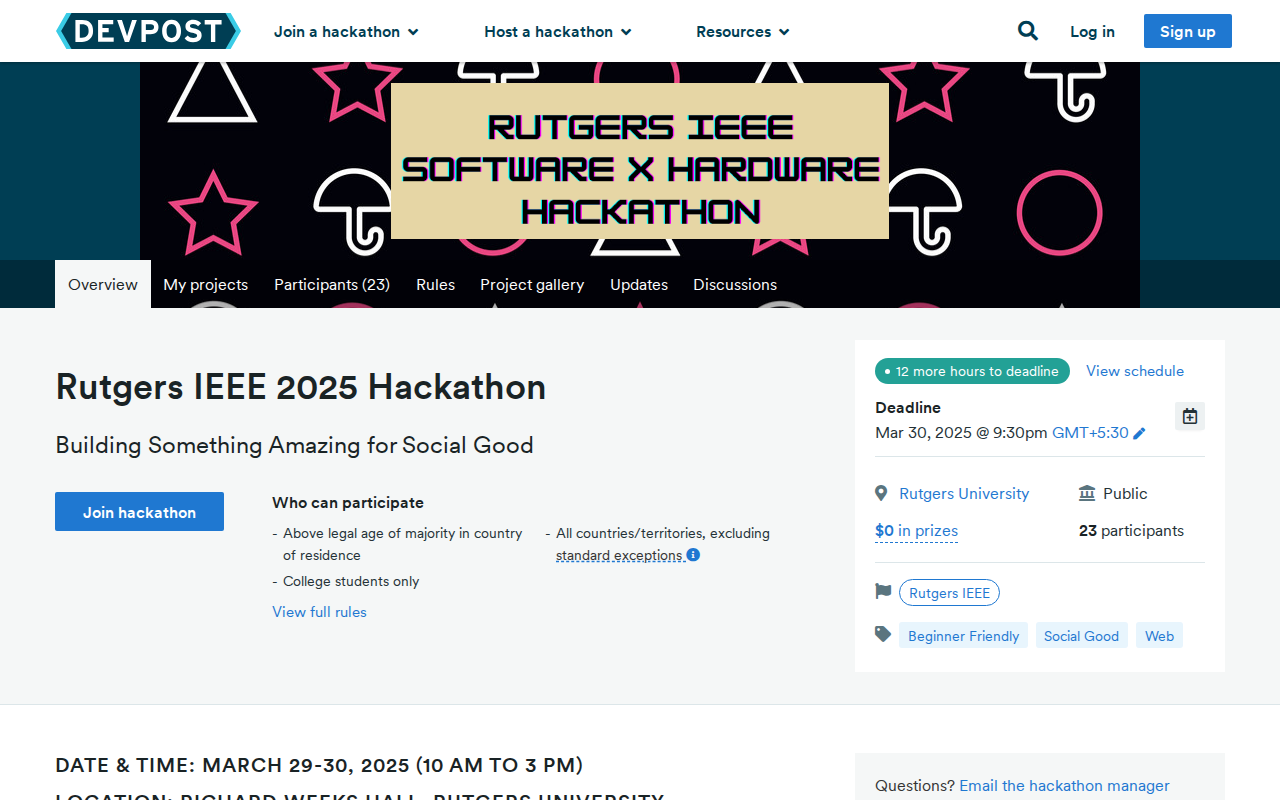 DEVPOST
Join a hackathon
Host a hackathon
Resources
Log in
Sign up
RUTGERS IEEE
SOFTWARE X HARDWARE
HACKATHON
Overview
My projects
Participants (23)
Rules
Project gallery
Updates
Discussions
Rutgers IEEE 2025 Hackathon
Building Something Amazing for Social Good
Join hackathon
Who can participate
- Above legal age of majority in country
of residence
- College students only
- All countries/territories, excluding
standard exceptions
View full rules
12 more hours to deadline
View schedule
Deadline
Mar 30, 2025 @ 9:30pm GMT+5:30
Rutgers University
Public
$0 in prizes
23 participants
Rutgers IEEE
Beginner Friendly
Social Good
Web
DATE & TIME: MARCH 29-30, 2025 (10 AM TO 3 PM)
LOCATION: RICHARD WEEKS HALL, RUTGERS UNIVERSITY
Questions? Email the hackathon manager